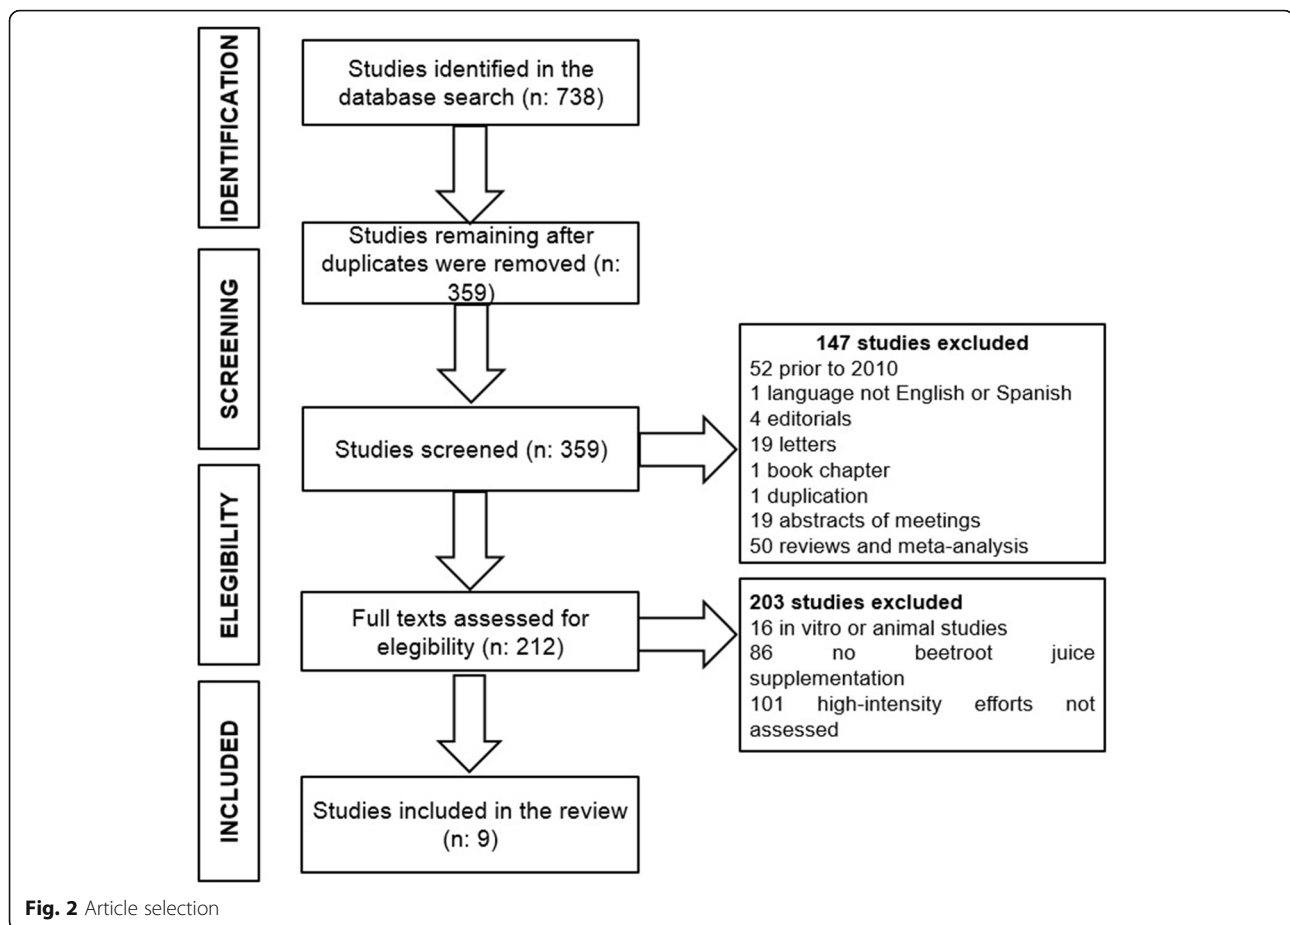 IDENTIFICATION
Studies identified in the
database search (n: 738)
Studies remaining after
duplicates were removed (n:
359)
SCREENING
Studies screened (n: 359)
147 studies excluded
52 prior to 2010
1 language not English or Spanish
4 editorials
19 letters
1 book chapter
1 duplication
19 abstracts of meetings
50 reviews and meta-analysis
ELEGIBILITY
Full texts assessed for
elegibility (n: 212)
203 studies excluded
16 in vitro or animal studies
86 no beetroot juice
supplementation
101 high-intensity efforts not
assessed
INCLUDED
Studies included in the review
(n: 9)
Fig. 2 Article selection